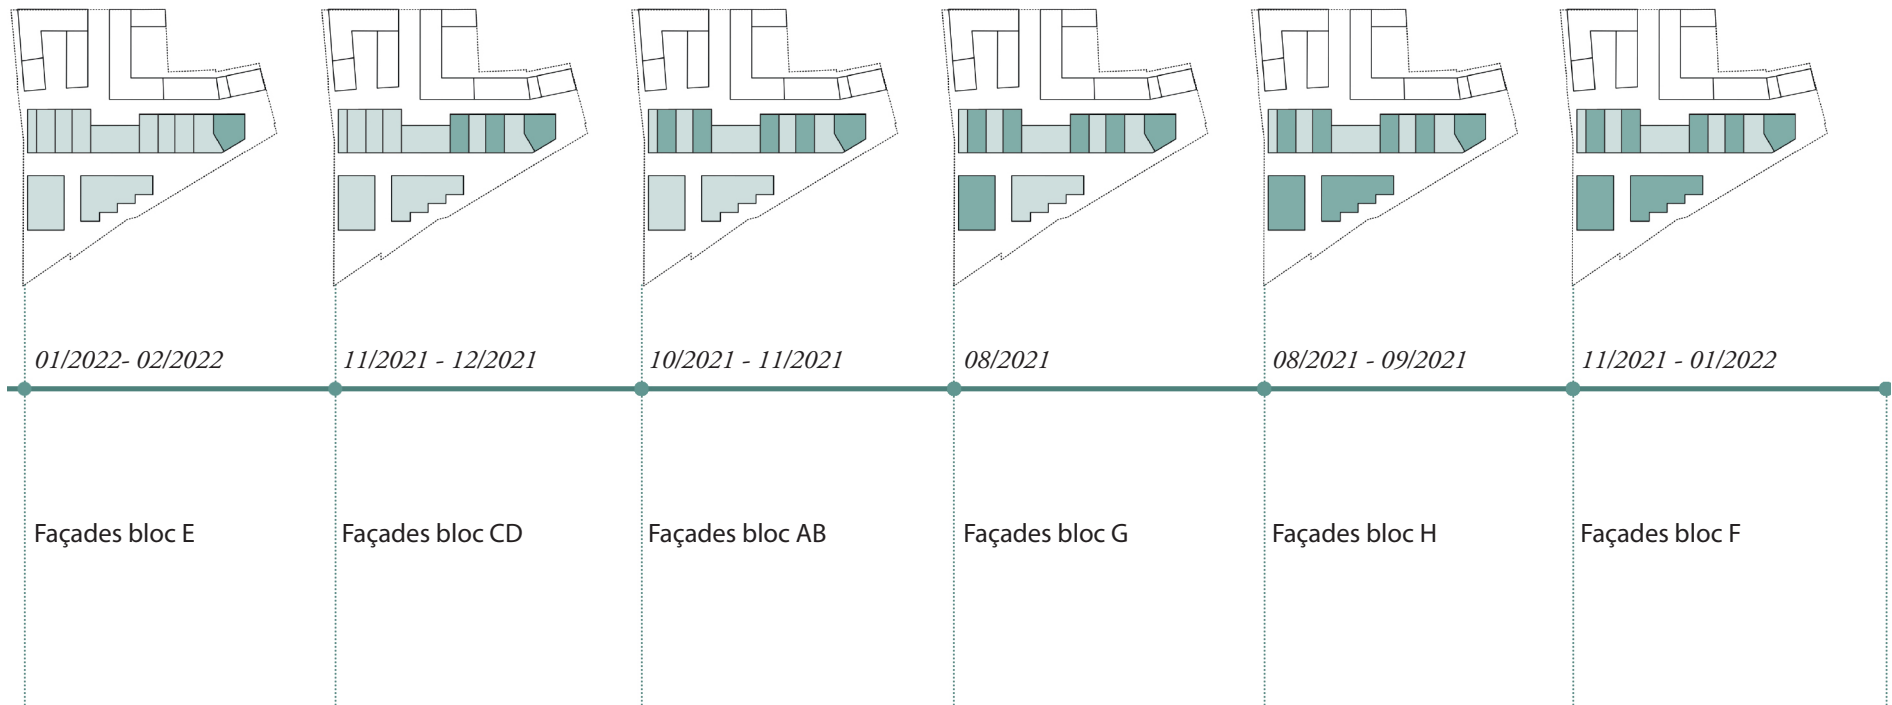 01/2022- 02/2022
11/2021 - 12/2021
10/2021 - 11/2021
08/2021
08/2021 - 09/2021
11/2021 - 01/2022
Façades bloc E
Façades bloc CD
Façades bloc AB
Façades bloc G
Façades bloc H
Façades bloc F